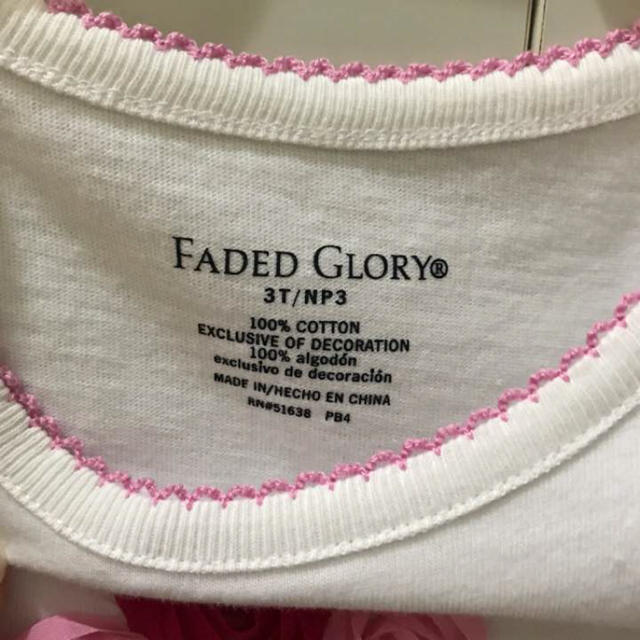 FADED GLORY®
3T/NP3
100% COTTON
EXCLUSIVE OF DECORATION
100% algodón
exclusivo de decoración
MADE IN/HECHO EN CHINA
RN#51638 PB4